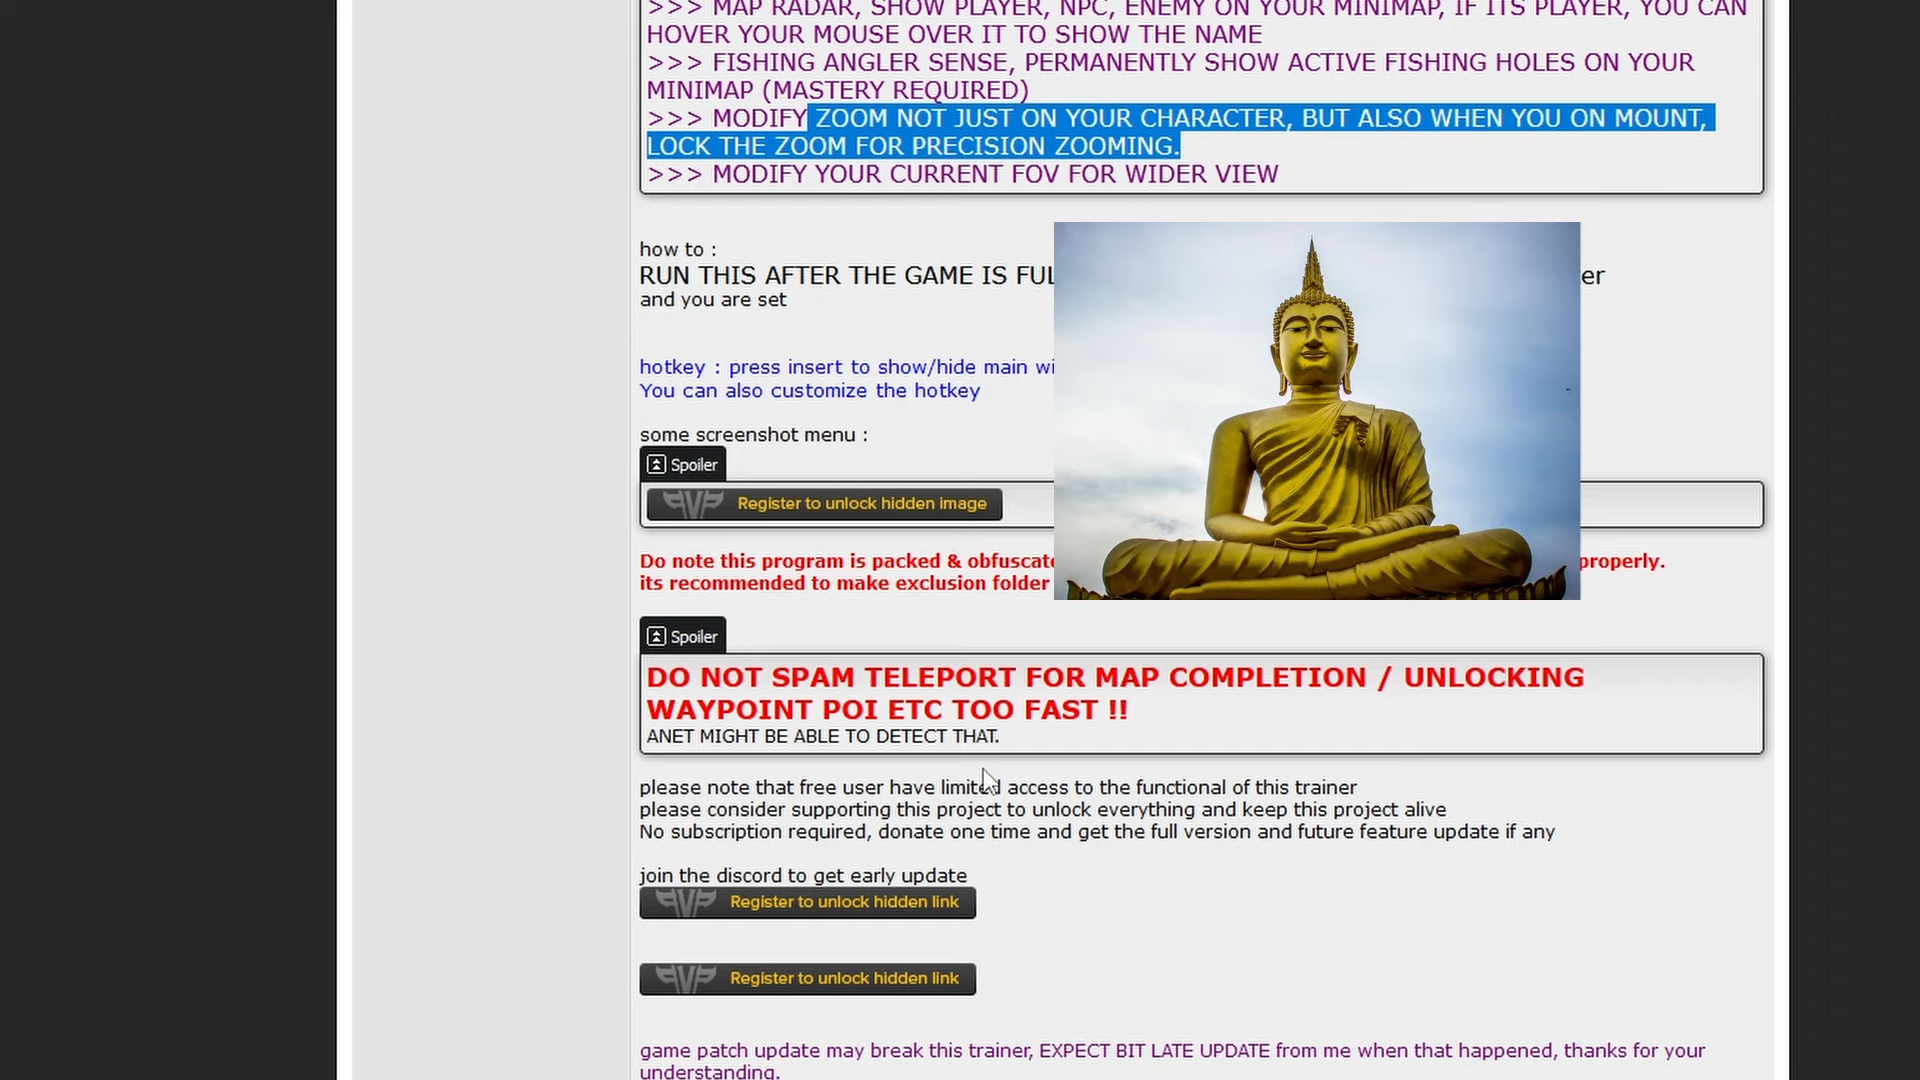 >>> MAP RADAR, SHOW PLAYER, NPC, ENEMY ON YOUR MINIMAP, IF ITS PLAYER, YOU CAN
HOVER YOUR MOUSE OVER IT TO SHOW THE NAME
>>> FISHING ANGLER SENSE, PERMANENTLY SHOW ACTIVE FISHING HOLES ON YOUR
MINIMAP (MASTERY REQUIRED)
>>> MODIFY ZOOM NOT JUST ON YOUR CHARACTER, BUT ALSO WHEN YOU ON MOUNT,
LOCK THE ZOOM FOR PRECISION ZOOMING.
>>> MODIFY YOUR CURRENT FOV FOR WIDER VIEW
how to :
RUN THIS AFTER THE GAME IS
and you are set
hotkey : press insert to show/hide main
You can also customize the hotkey
some screenshot menu :
Spoiler
Register to unlock hidden image
Do note this program is packed & properly.
its recommended to make exclusion folder
Spoiler
DO NOT SPAM TELEPORT FOR MAP COMPLETION / UNLOCKING
WAYPOINT POI ETC TOO FAST !!
ANET MIGHT BE ABLE TO DETECT THAT.
please note that free user have limited access to the functional of this trainer
please consider supporting this project to unlock everything and keep this project alive
No subscription required, donate one time and get the full version and future feature update if any
join the discord to get early update
Register to unlock hidden link
Register to unlock hidden link
game patch update may break this trainer, EXPECT BIT LATE UPDATE from me when that happened, thanks for your
understanding.